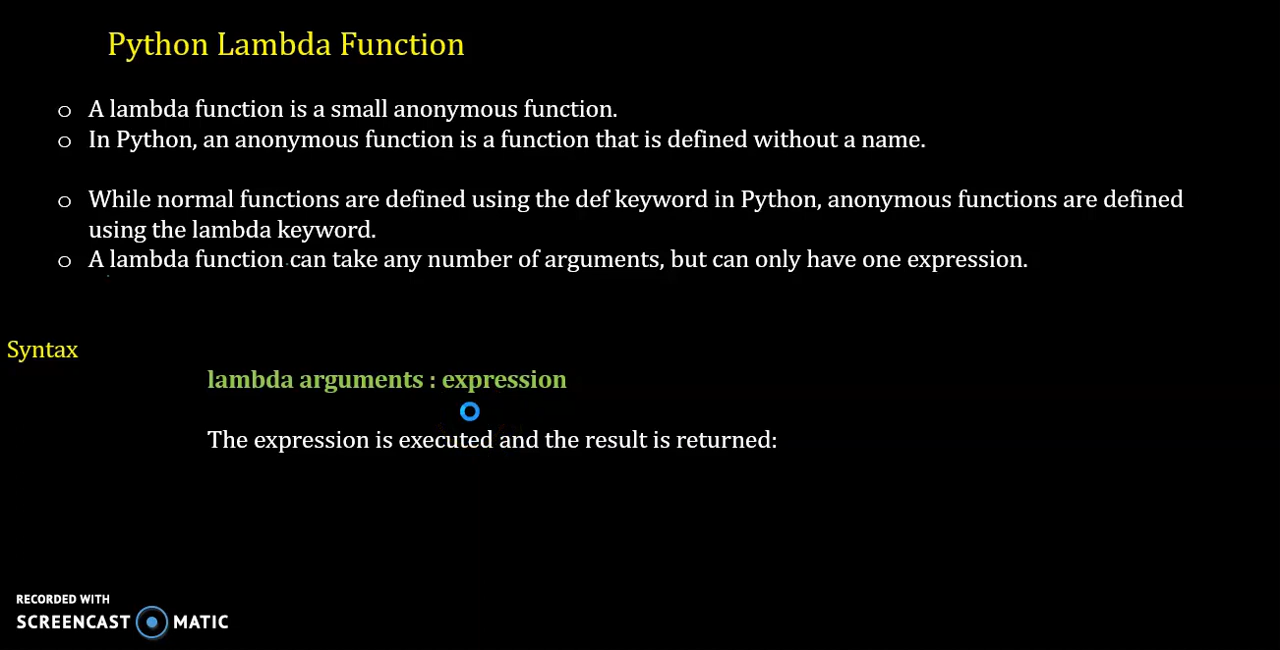 Python Lambda Function
o A lambda function is a small anonymous function.
o In Python, an anonymous function is a function that is defined without a name.
o While normal functions are defined using the def keyword in Python, anonymous functions are defined
using the lambda keyword.
o A lambda function can take any number of arguments, but can only have one expression.
Syntax
lambda arguments : expression
The expression is executed and the result is returned:
RECORDED WITH
SCREENCAST MATIC